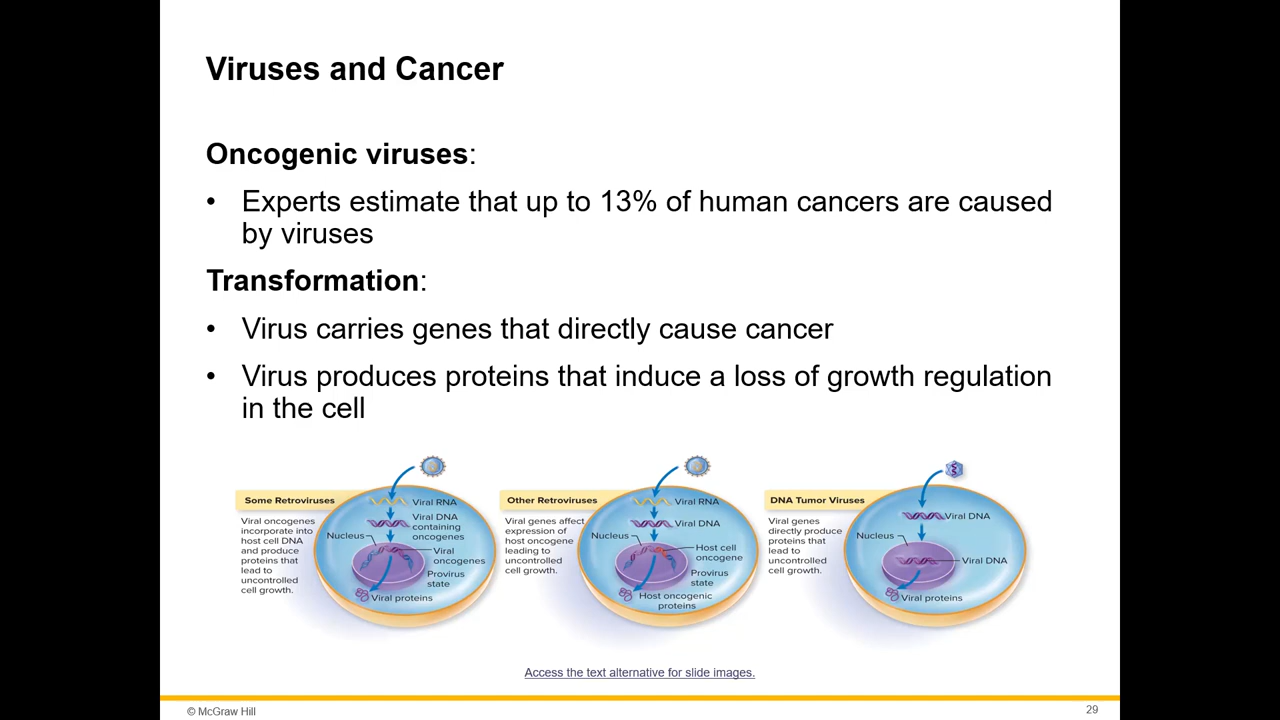 Viruses and Cancer
Oncogenic viruses:
• Experts estimate that up to 13% of human cancers are caused
by viruses
Transformation:
• Virus carries genes that directly cause cancer
• Virus produces proteins that induce a loss of growth regulation
in the cell
Some Retroviruses
Viral oncogenes
incorporate into
host cell DNA
and produce
proteins that
lead to
uncontrolled
cell growth.
Viral RNA
Viral DNA
containing
oncogenes
Nucleus
Viral
oncogenes
Provirus
state
Viral proteins
Other Retroviruses
Viral genes affect
expression of
host oncogene
leading to
uncontrolled
cell growth.
Viral RNA
Viral DNA
Nucleus
Host cell
oncogene
Provirus
state
Host oncogenic
proteins
DNA Tumor Viruses
Viral genes
directly produce
proteins that
lead to
uncontrolled
cell growth.
Viral DNA
Nucleus
Viral DNA
Viral proteins
Access the text alternative for slide images.
© McGraw Hill
29